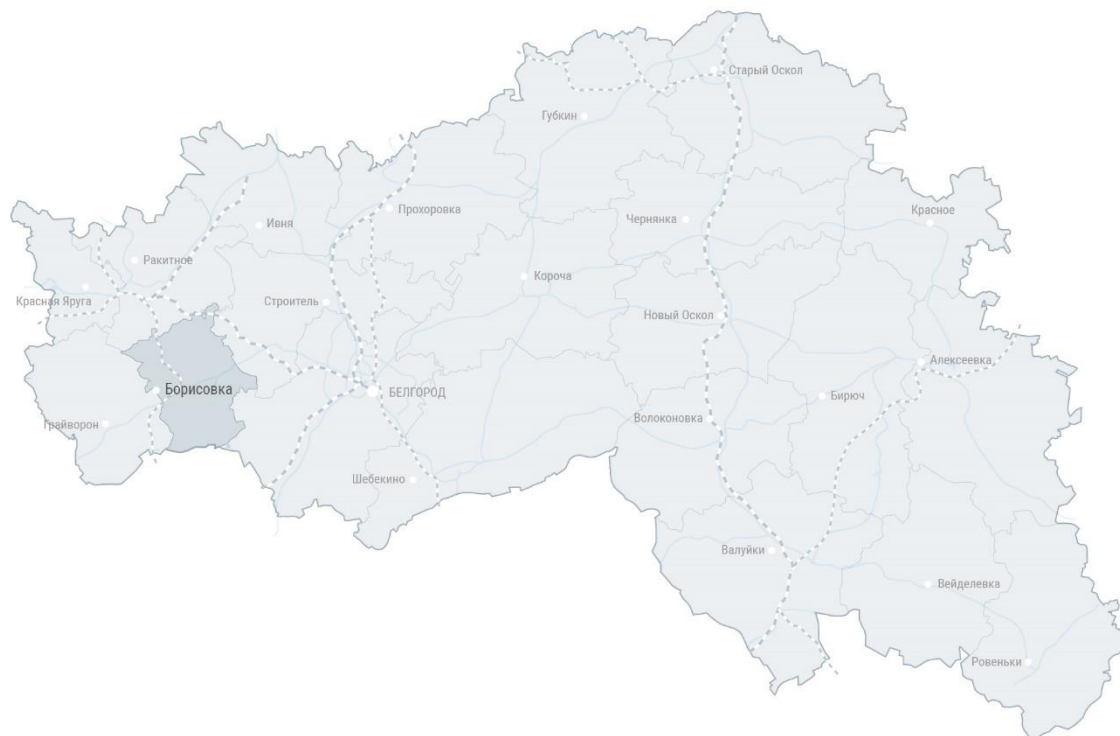 Старый Оскол
Губкин
Прохоровка
Чернянка
Красное
Ивня
Ракитное
Короча
Красная Яруга
Строитель
Новый Оскол
Алексеевка
Борисовка
БЕЛГОРОД
Бирюч
Грайворон
Волоконовка
Шебекино
Валуйки
Вейделевка
Ровеньки